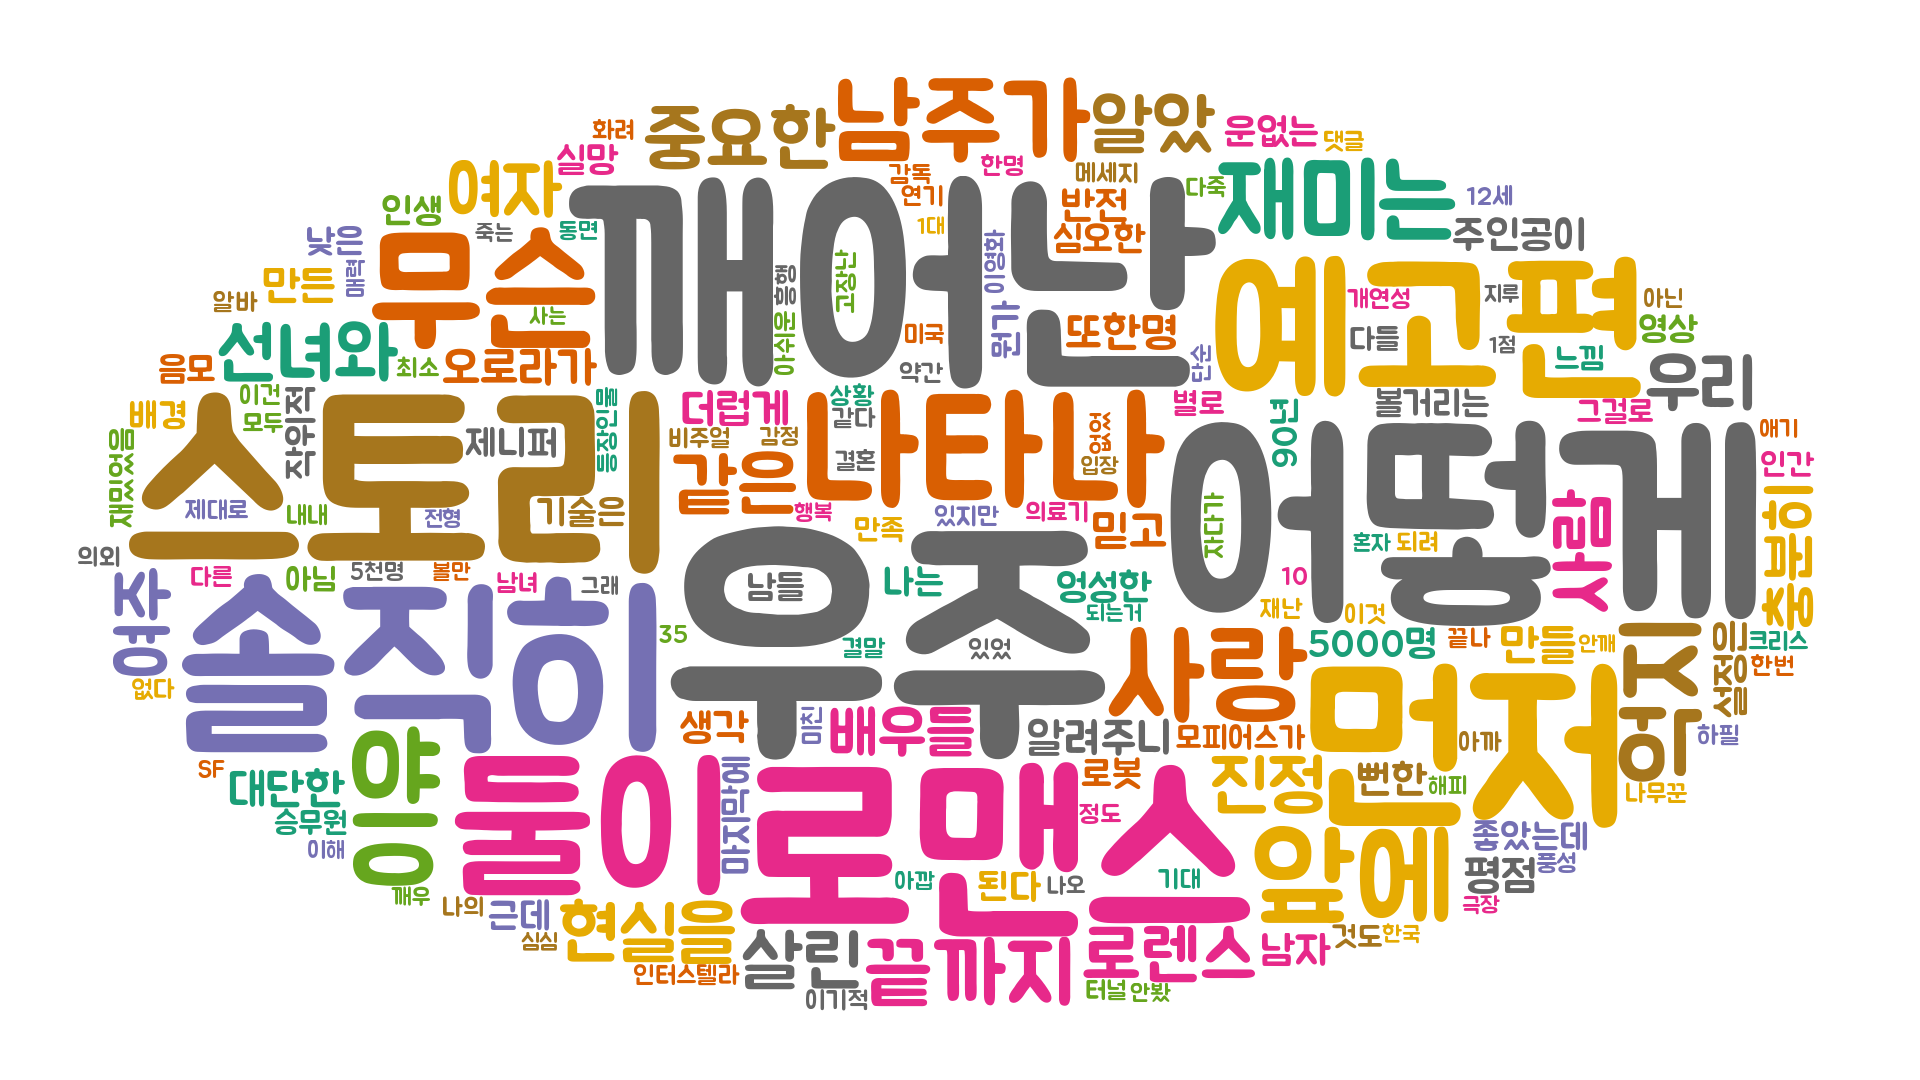 남주가
중요한
알았
운없는
댓글
화려
실망
여자
감독
한명
메세지
재미는
12세
인생
연기
다죽
반전
깨어난
죽는
동면
1대
심오한
주인공이
낮은
무슨
이영화
매력
만든
고장난
흥행
예고편
개연성
지루
아닌
알바
사는
아쉬운
미국
뭔가
또한명
다들
1점
영상
선녀와
최소
오로라가
음모
약간
단순
느낌
우리
이건
모두
배경
작위적
스토리
등장인물
더럽게
상황
같다
나타나
별로
볼거리는
그걸로
제니퍼
비주얼
감정
없었
90년
어떻게
얘기
재밌었음
같은
결혼
입장
인간
제대로
내내
전형
기술은
행복
만족
있지만
의료기
믿고
자다가
사람
충분히
의외
다른
아님
5천명
볼만
남녀
그래
우주
남들
나는
엉성한
되는거
혼자
되려
10
재난
이것
여주
솔직히
35
결말
있었
사랑
5000명
끝나
만들
안깨
설정인
크리스
한번
없다
먼저
억지
생각
미친
배우들
알려주니
모피어스가
아까
하필
SF
대단한
승무원
이해
야이
둘이
마지막에
로맨스
로봇
정도
진정
뻔한
해피
나무꾼
앞에
좋았는데
평점
풍성
극장
깨우
나의
근데
심심
현실을
아깝
된다
나오
기대
인터스텔라
살린
이기적
끝까지
로렌스
터널
안봤
남자
것도
한국